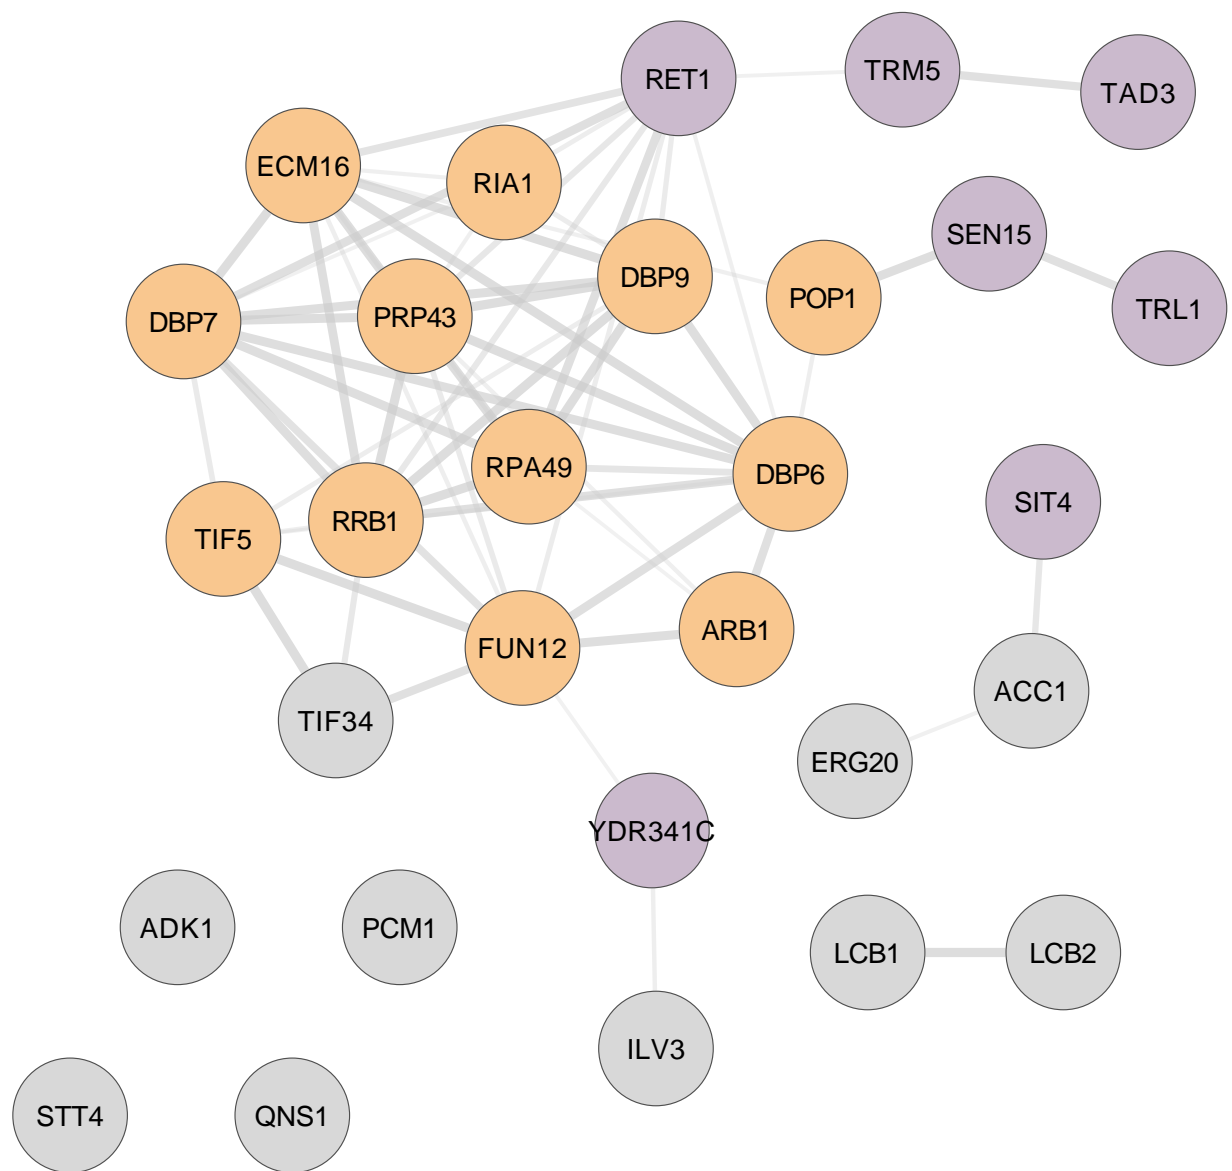 RET1
TRM5
TAD3
ECM16
RIA1
SEN15
DBP9
POP1
TRL1
DBP7
PRP43
RPA49
DBP6
SIT4
RRB1
TIF5
ARB1
FUN12
ACC1
TIF34
ERG20
YDR341C
ADK1
PCM1
LCB1
LCB2
ILV3
STT4
QNS1